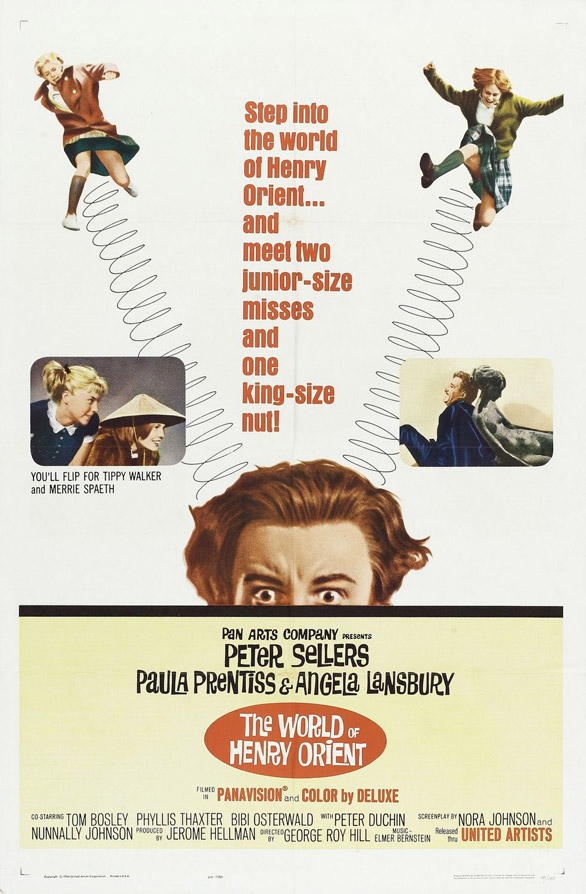 Step into
the world
of Henry
Orient...
and
meet two
junior-size
misses
and
one
king-size
nut!
YOU'LL FLIP FOR TIPPY WALKER
and MERRIE SPAETH
PAN ARTS COMPANY PRESENTS
PETER SELLERS
PAULA PRENTISS & ANGELA LANSBURY
The WORLD OF
HENRY ORIENT
FILMED IN PANAVISION® and COLOR by DELUXE
CO-STARRING TOM BOSLEY PHYLLIS THAXTER BIBI OSTERWALD WITH PETER DUCHIN SCREENPLAY BY NORA JOHNSON and
NUNNALLY JOHNSON PRODUCED BY JEROME HELLMAN DIRECTED BY GEORGE ROY HILL MUSIC- ELMER BERNSTEIN Released thru UNITED ARTISTS